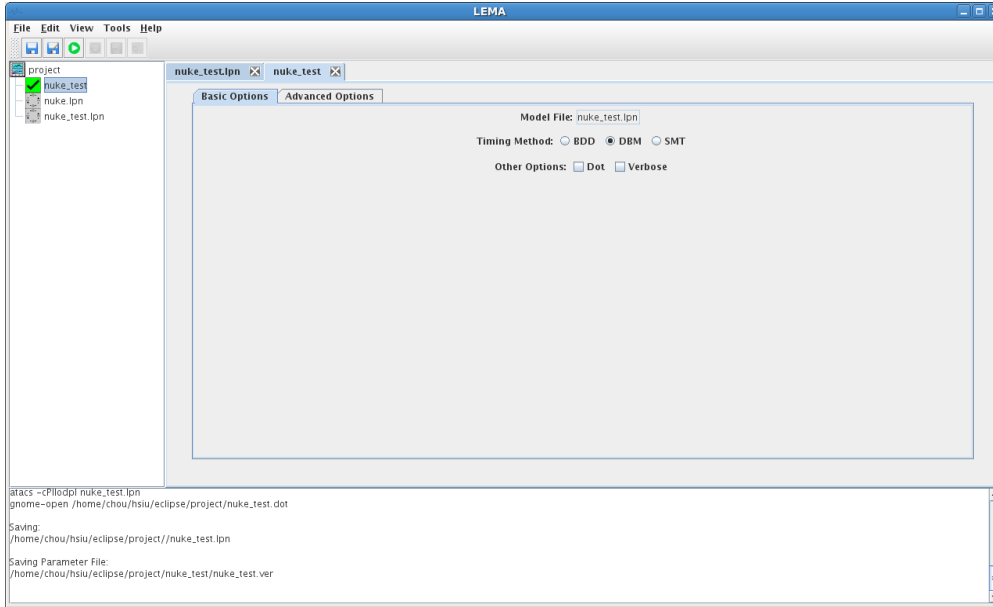 LEMA
File Edit View Tools Help
project
nuke_test
nuke.lpn
nuke_test.lpn
nuke_test.lpn nuke_test
Basic Options Advanced Options
Model File: nuke_test.lpn
Timing Method: BDD DBM SMT
Other Options: Dot Verbose
atacs -cPllodpl nuke_test.lpn
gnome-open /home/chou/hsiu/eclipse/project/nuke_test.dot
Saving:
/home/chou/hsiu/eclipse/project//nuke_test.lpn
Saving Parameter File:
/home/chou/hsiu/eclipse/project/nuke_test/nuke_test.ver